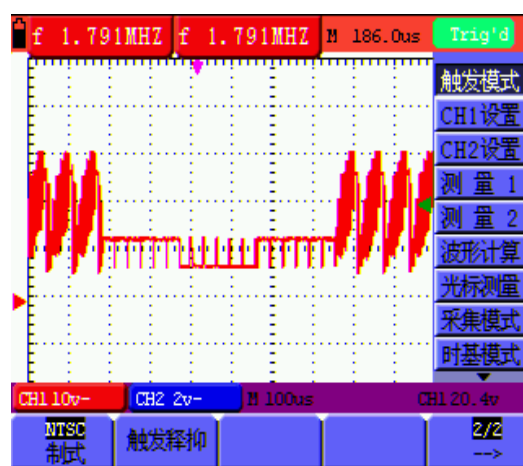 f 1.791MHZ f 1.791MHZ M 186.0us Trig'd
触发模式
CH1设置
CH2设置
测 量 1
测 量 2
波形计算
光标测量
采集模式
时基模式
CH1 10v- CH2 2v- M 100us CH1 20.4v
NTSC 触发释抑 2/2
制式 -->